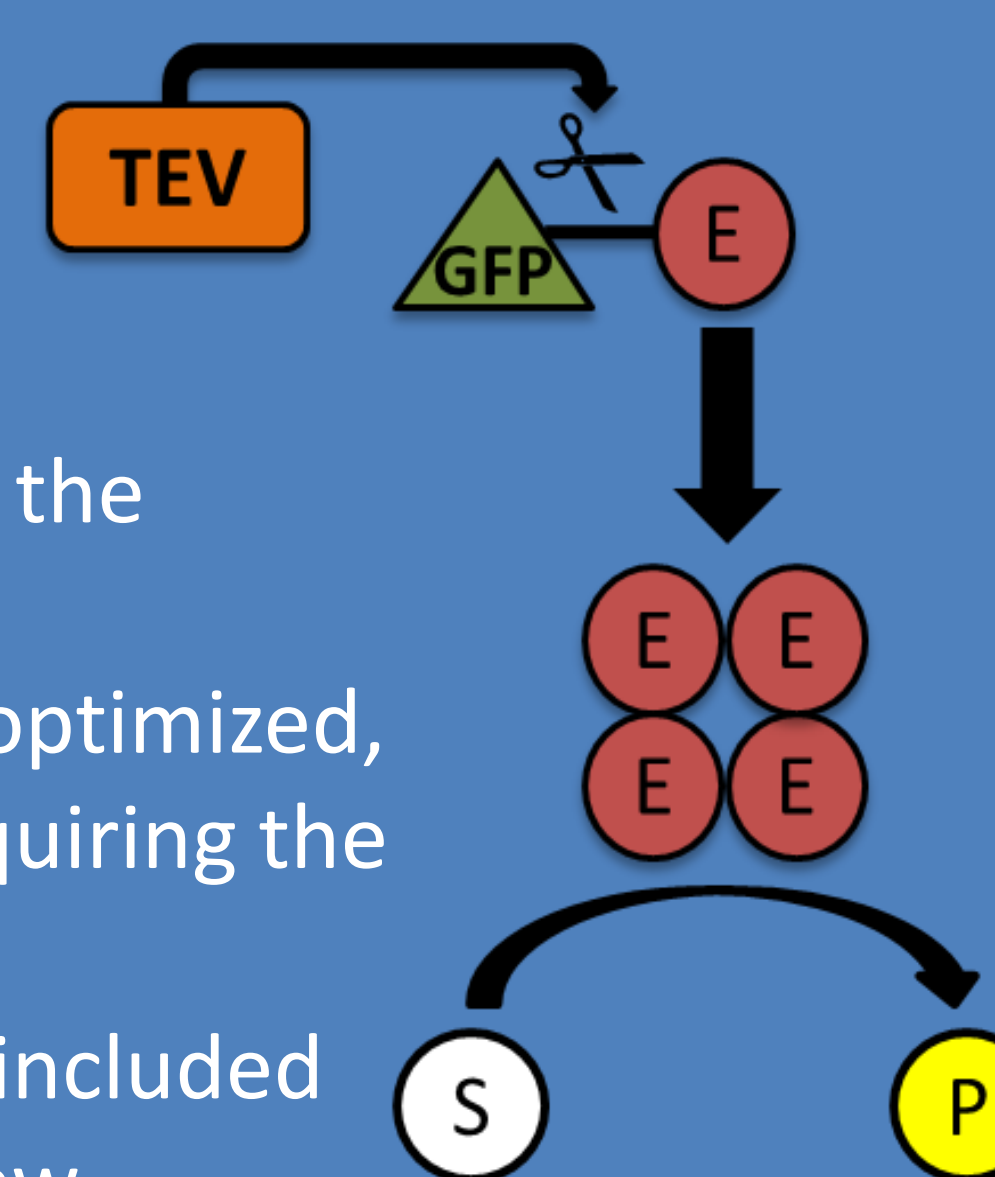 TEV
GFP
E
the
E E
optimized,
E E
quiring the
included
S
P